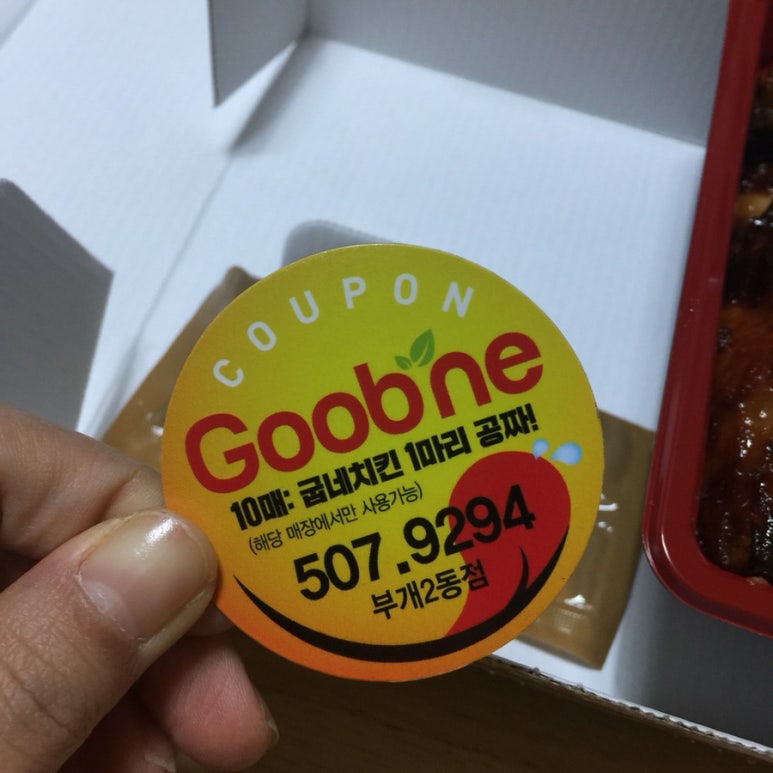 COUPON
Goobne
10매: 굽네치킨 1마리 공짜!
(해당 매장에서만 사용가능)
507.9294
부개2동점